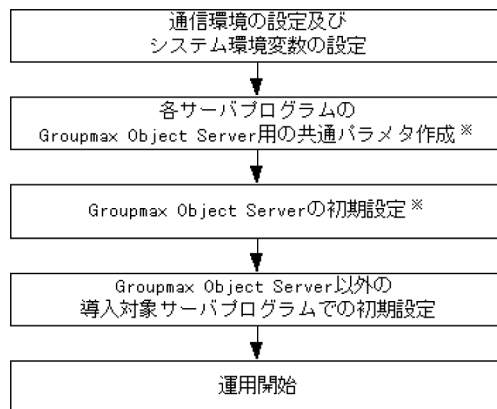 通信環境の設定及び
システム環境変数の設定
各サーバプログラムの
Groupmax Object Server用の共通パラメタ作成※
Groupmax Object Serverの初期設定※
Groupmax Object Server以外の
導入対象サーバプログラムでの初期設定
運用開始